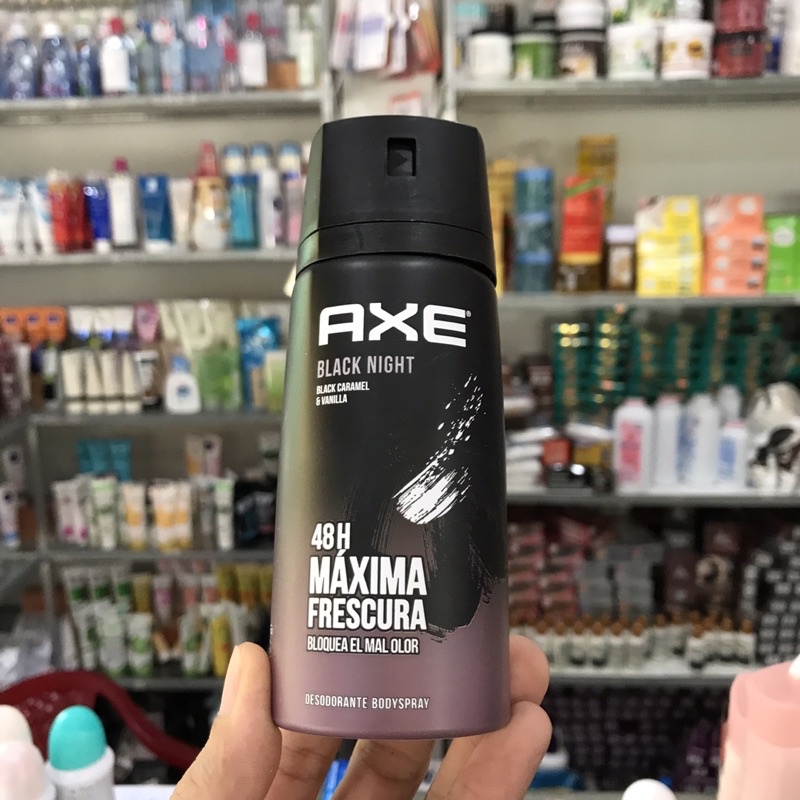 AXE®
BLACK NIGHT
BLACK CARAMEL
& VANILLA
48H
MÁXIMA
FRESCURA
BLOQUEA EL MAL OLOR
DESODORANTE BODYSPRAY